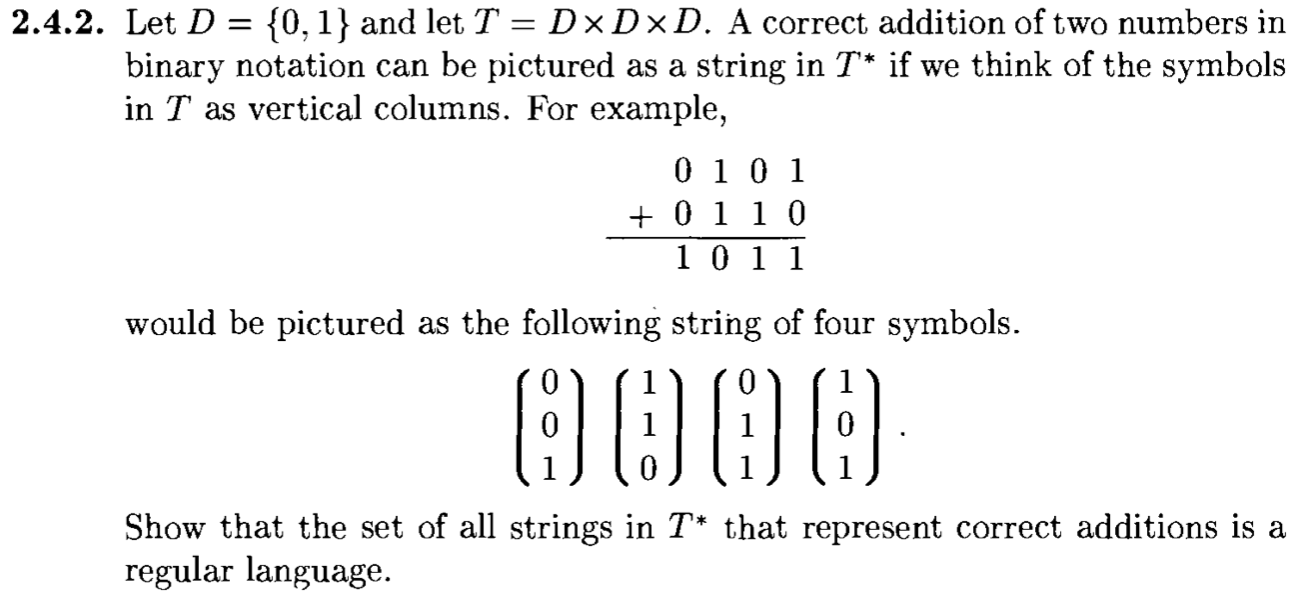 2.4.2. Let D = {0, 1} and let T = D × D × D. A correct addition of two numbers in
binary notation can be pictured as a string in T* if we think of the symbols
in T as vertical columns. For example,
0 1 0 1
+ 0 1 1 0
1 0 1 1
would be pictured as the following string of four symbols.
( 0 ) ( 1 ) ( 0 ) ( 1 )
( 0 ) ( 1 ) ( 1 ) ( 0 )
( 1 ) ( 0 ) ( 1 ) ( 1 ) .
Show that the set of all strings in T* that represent correct additions is a
regular language.